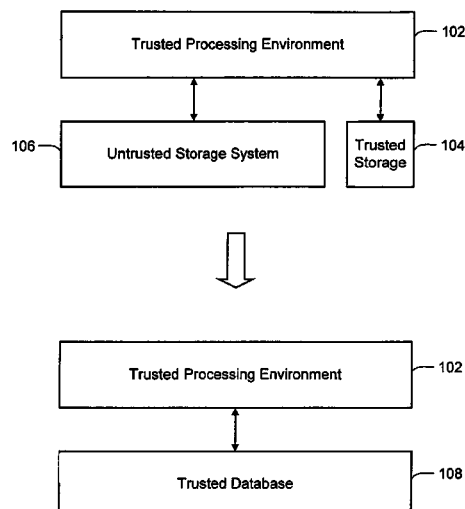 Trusted Processing Environment
102
106
Untrusted Storage System
Trusted
Storage
104
Trusted Processing Environment
102
Trusted Database
108